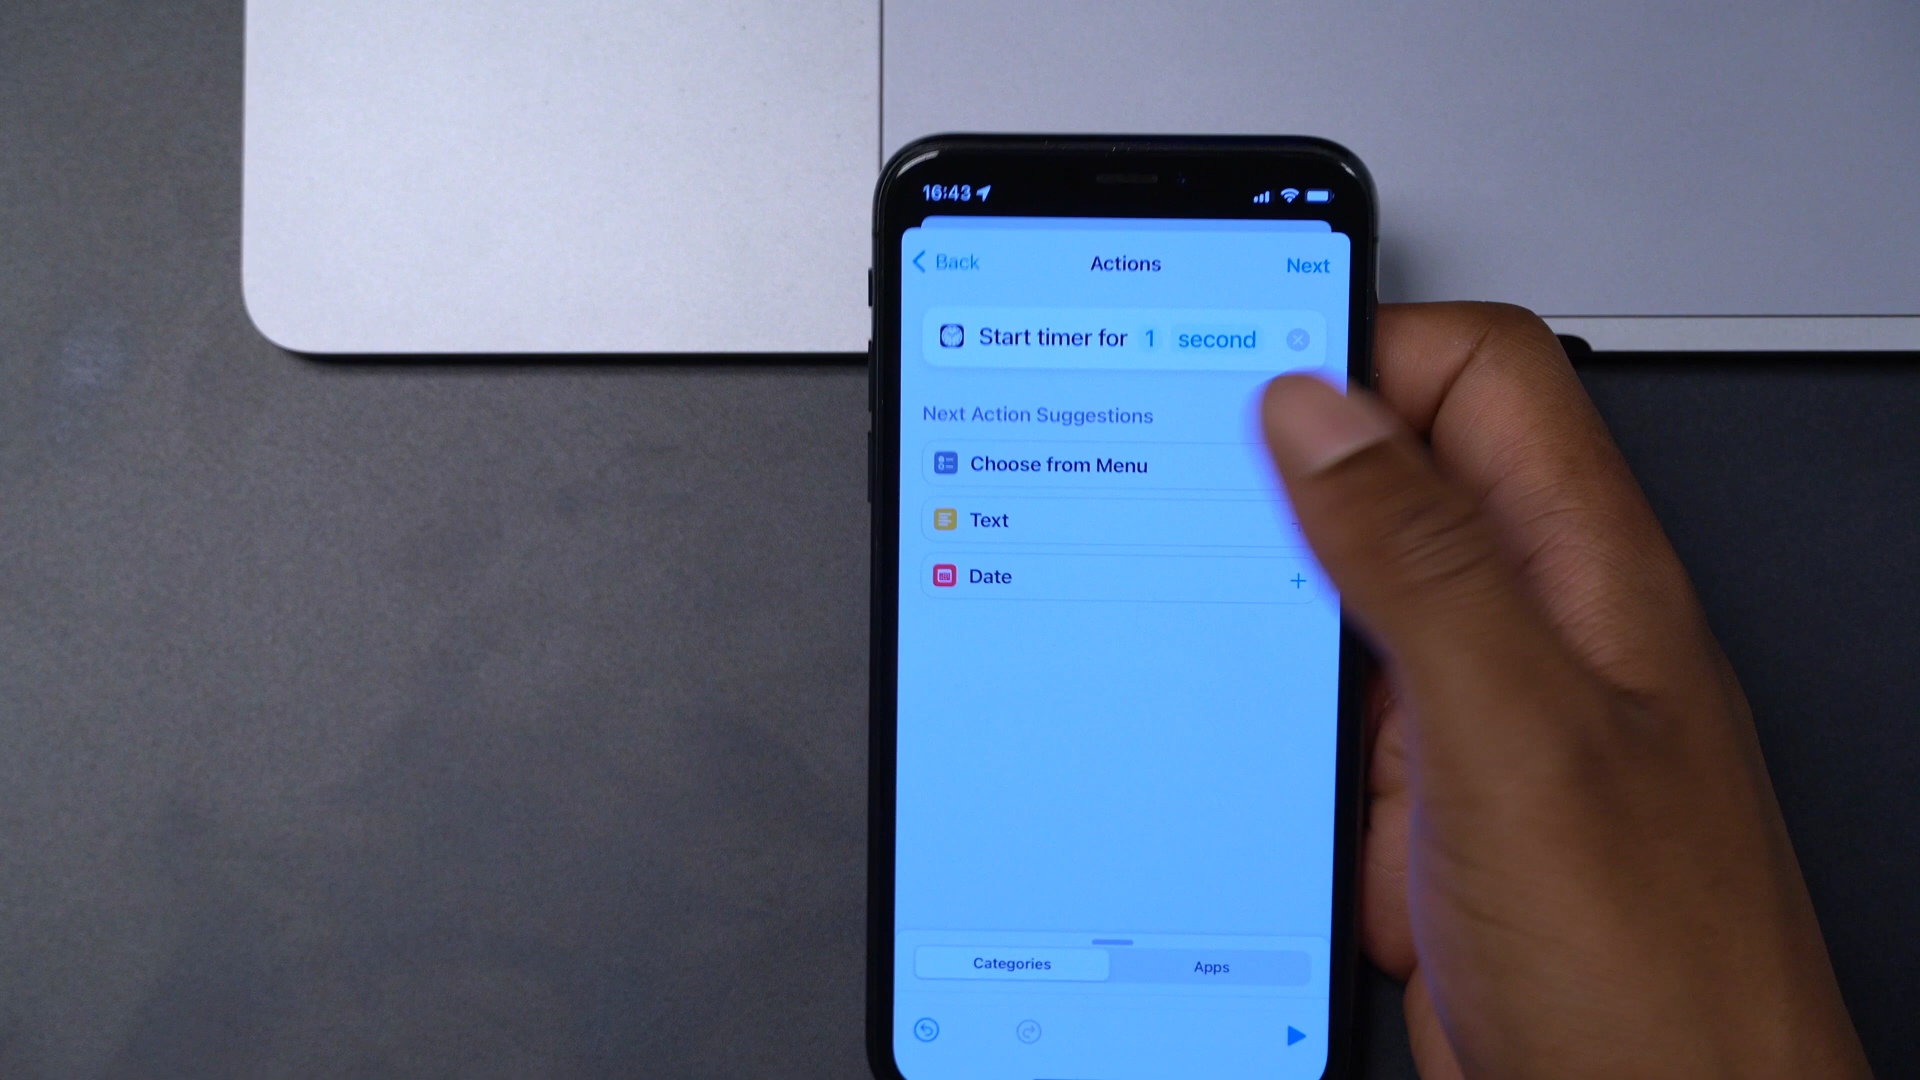 16:43
Back Actions Next
Start timer for 1 second
Next Action Suggestions
Choose from Menu
Text
Date
Categories Apps